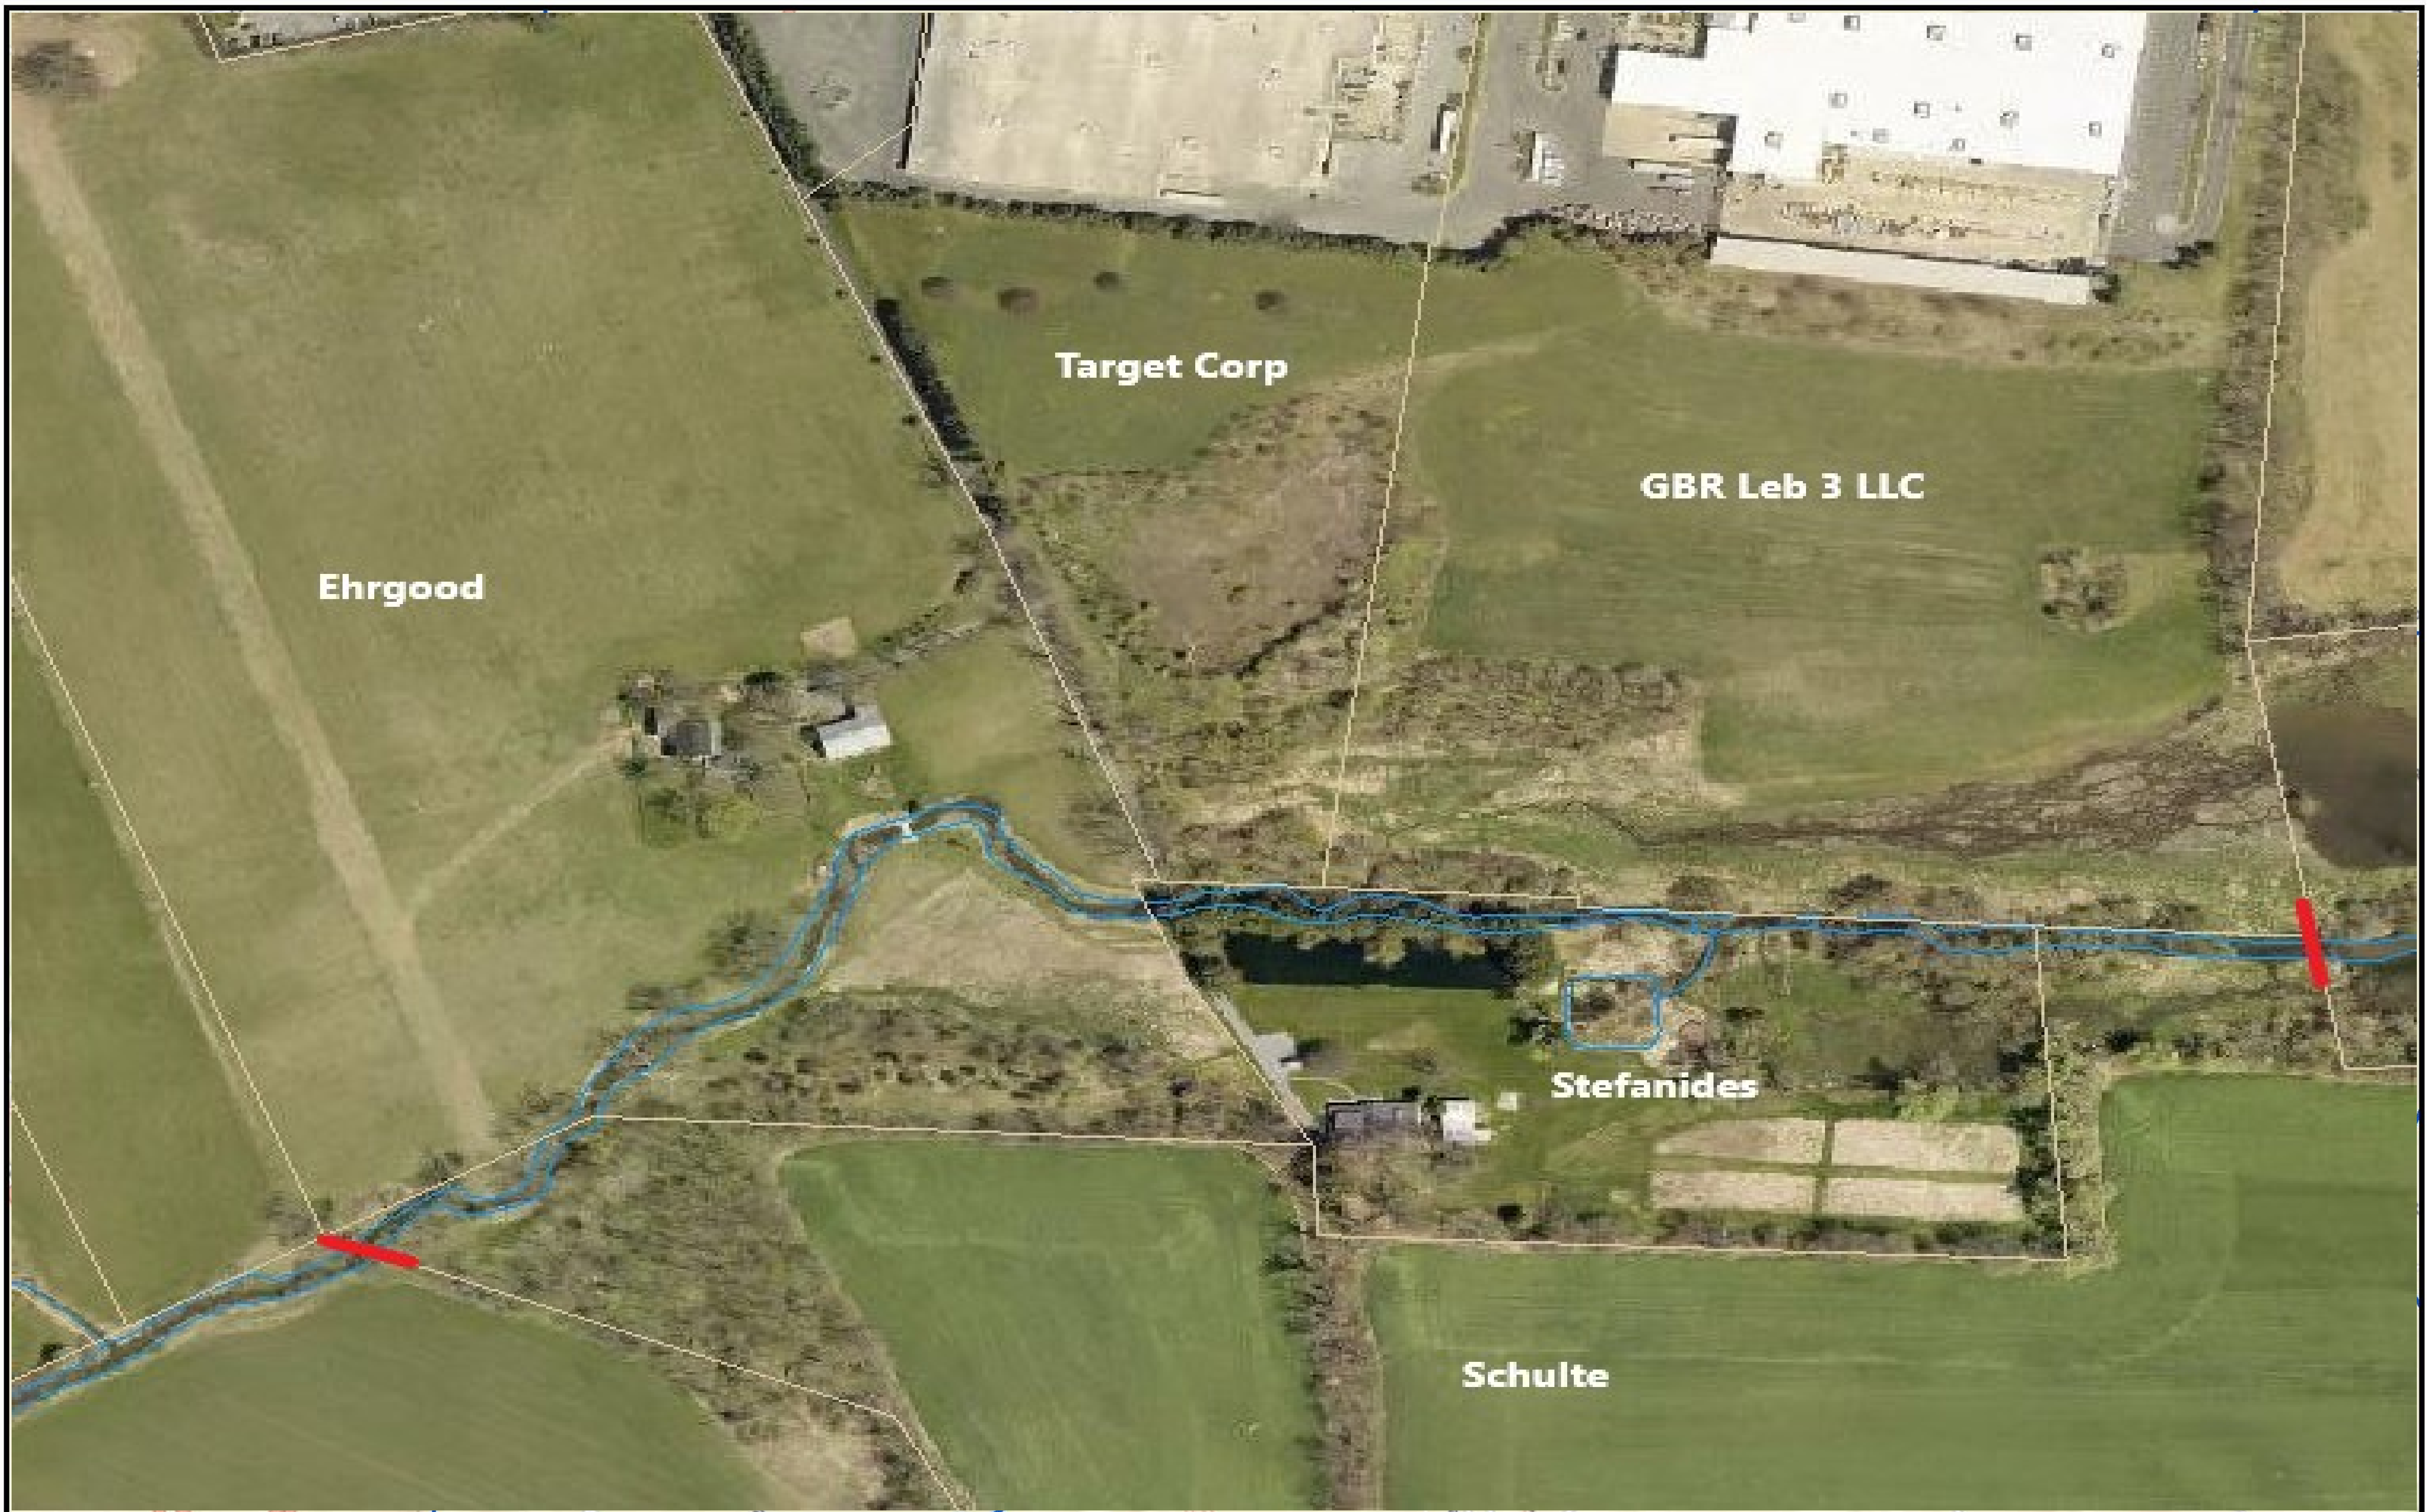 Target Corp
GBR Leb 3 LLC
Ehrgood
Stefanides
Schulte